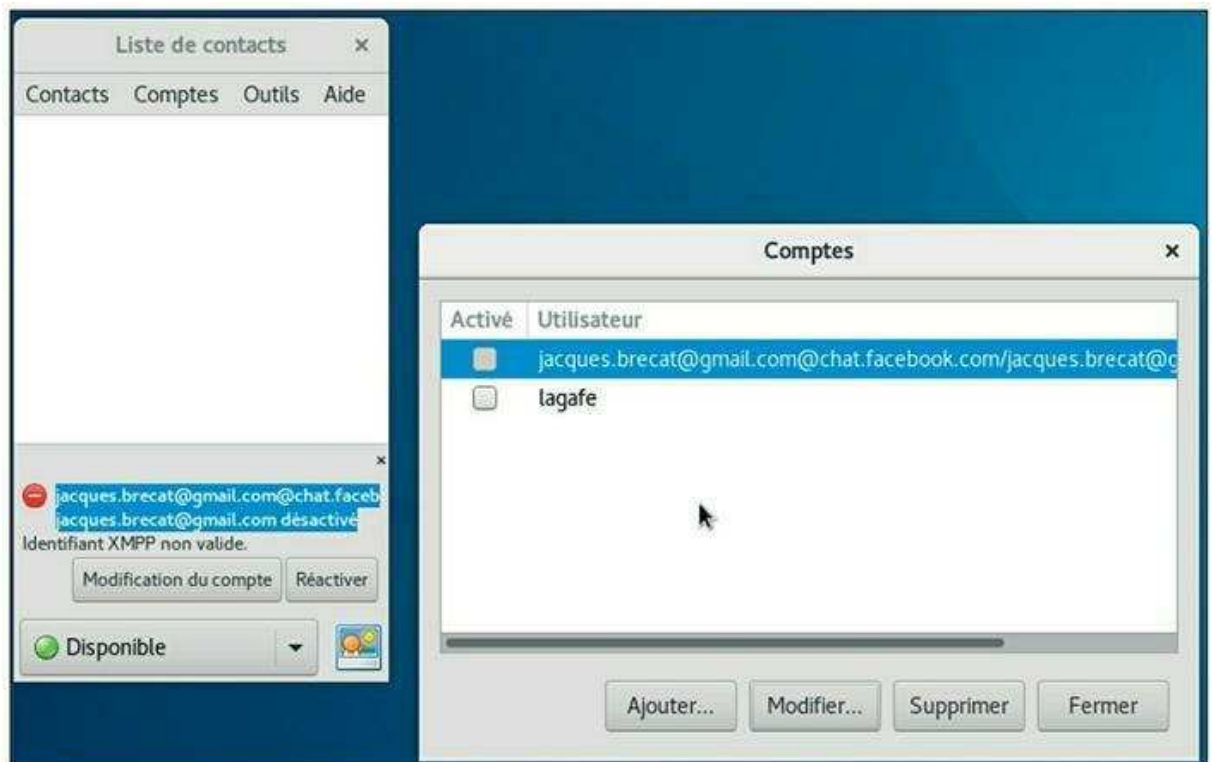 Liste de contacts
Contacts Comptes Outils Aide
jacques.brecat@gmail.com@chat.faceb
jacques.brecat@gmail.com désactivé
Identifiant XMPP non valide.
Modification du compte Réactiver
Disponible
Comptes
Activé Utilisateur
jacques.brecat@gmail.com@chat.facebook.com/jacques.brecat@g
lagafe
Ajouter... Modifier... Supprimer Fermer